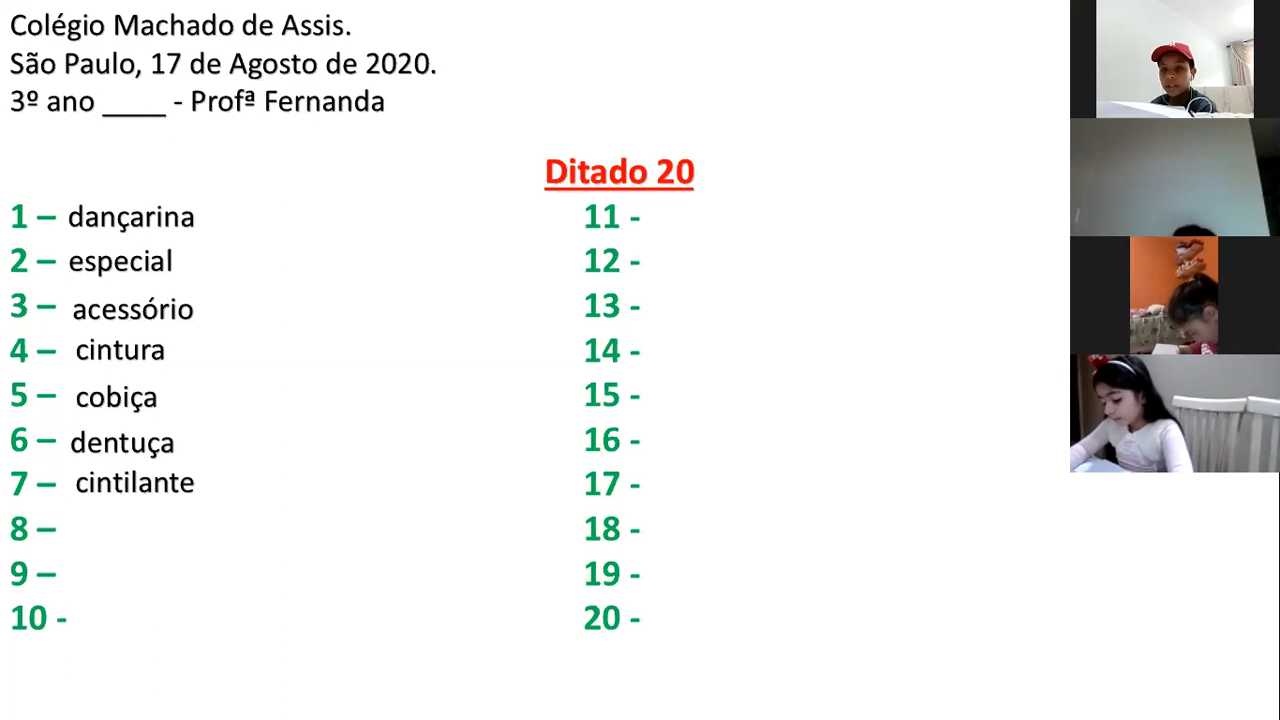 Colégio Machado de Assis.
São Paulo, 17 de Agosto de 2020.
3º ano ____ - Profª Fernanda
Ditado 20
1 – dançarina
2 – especial
3 – acessório
4 – cintura
5 – cobiça
6 – dentuça
7 – cintilante
8 –
9 –
10 -
11 -
12 -
13 -
14 -
15 -
16 -
17 -
18 -
19 -
20 -